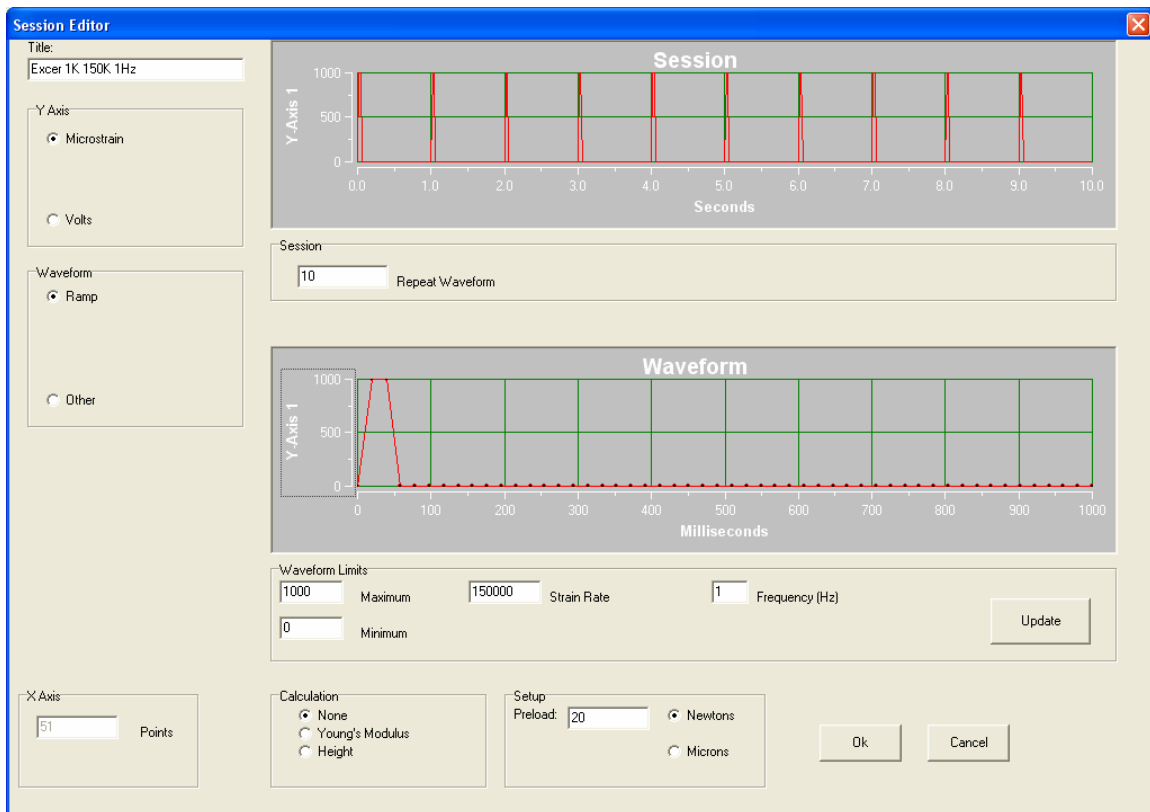 Session Editor
Title:
Excer 1K 150K 1Hz
Y Axis
Microstrain
Volts
Waveform
Ramp
Other
Session
Y-Axis 1
1000
500
0
0.0 1.0 2.0 3.0 4.0 5.0 6.0 7.0 8.0 9.0 10.0
Seconds
Session
10 Repeat Waveform
Waveform
Y-Axis 1
1000
500
0
0 100 200 300 400 500 600 700 800 900 1000
Milliseconds
Waveform Limits
1000 Maximum 150000 Strain Rate 1 Frequency (Hz)
0 Minimum
Update
X Axis
51 Points
Calculation
None
Young's Modulus
Height
Setup
Preload: 20 Newtons
Microns
Ok Cancel